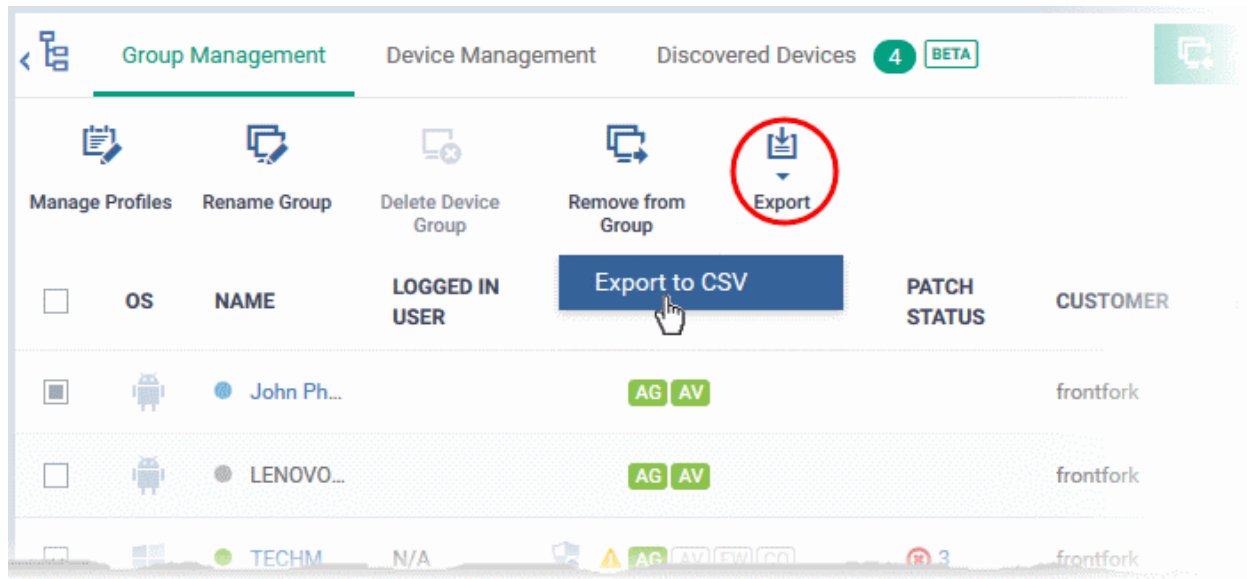 Group Management Device Management Discovered Devices 4 BETA
Manage Profiles Rename Group Delete Device Group Remove from Group Export
Export to CSV
OS NAME LOGGED IN USER PATCH STATUS CUSTOMER
John Ph... AG AV frontfork
LENOVO... AG AV frontfork
TECHM N/A AG AV FW CO 3 frontfork